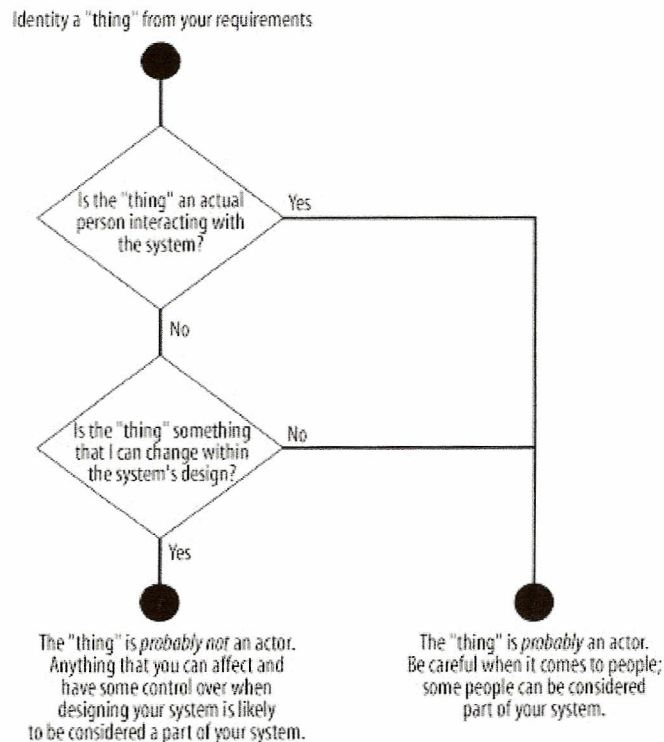 Identity a "thing" from your requirements
Is the "thing" an actual
person interacting with
the system?
Yes
No
Is the "thing" something
that I can change within
the system's design?
No
Yes
The "thing" is probably not an actor.
Anything that you can affect and
have some control over when
designing your system is likely
to be considered a part of your system.
The "thing" is probably an actor.
Be careful when it comes to people;
some people can be considered
part of your system.